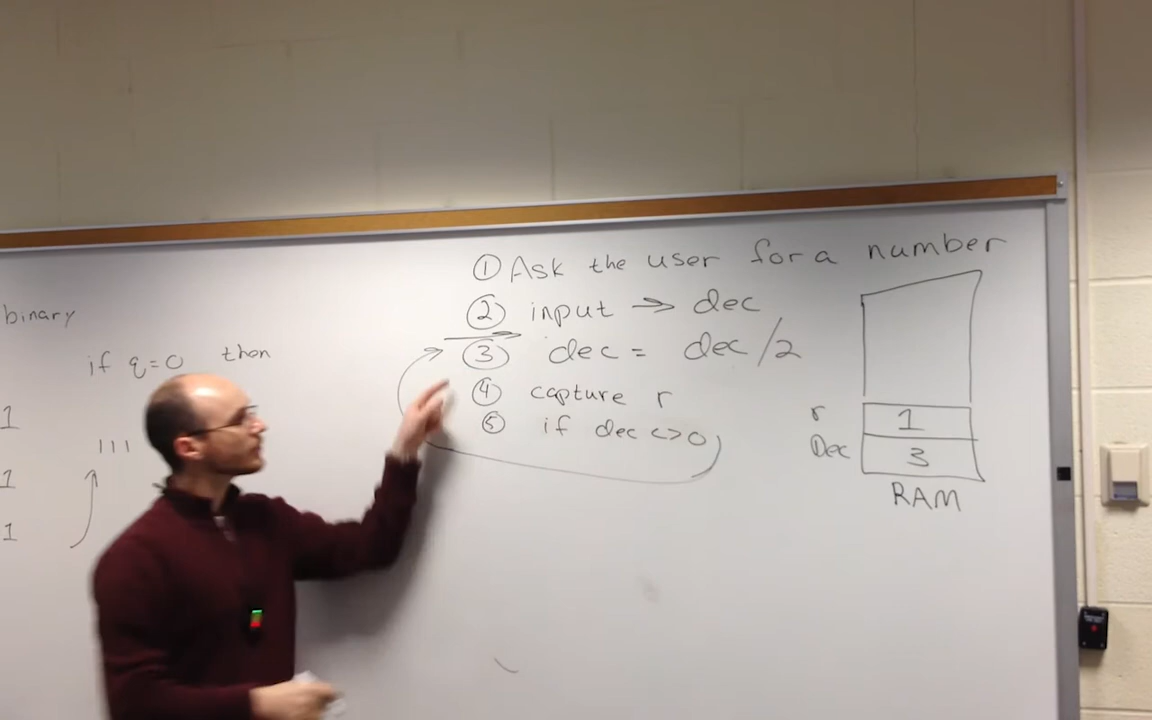 binary
if q=0 then
1
111
1
1
① Ask the user for a number
② input → dec
③ dec = dec/2
④ capture r
⑤ if dec <>0
r 1
Dec 3
RAM